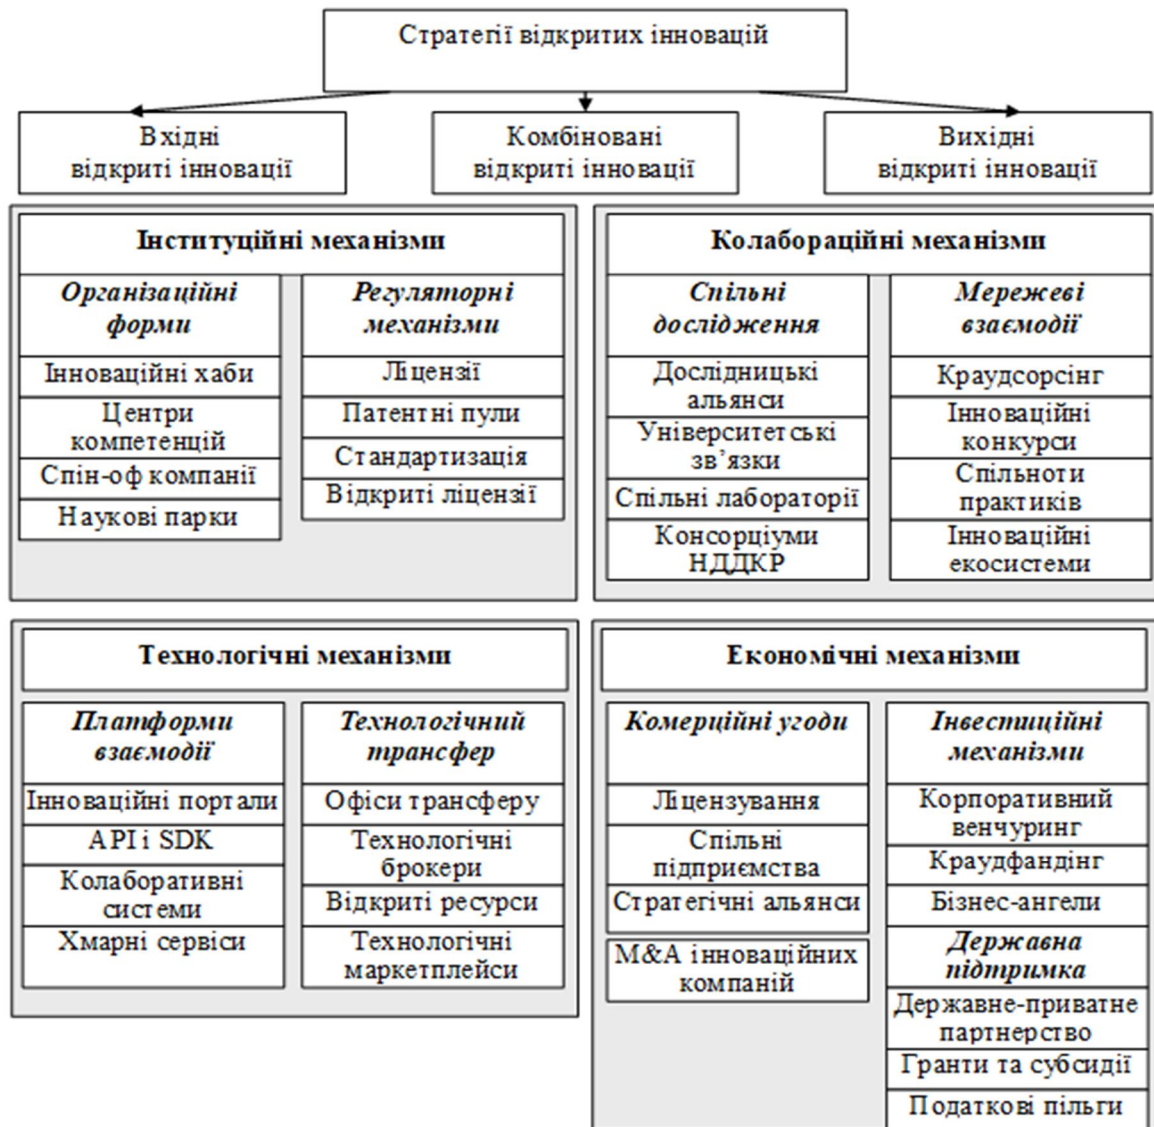 Стратегії відкритих інновацій
Вхідні
відкриті інновації
Комбіновані
відкриті інновації
Вихідні
відкриті інновації
Інституційні механізми
Організаційні
форми
Інноваційні хаби
Центри
компетенцій
Спін-оф компанії
Наукові парки
Регуляторні
механізми
Ліцензії
Патентні пули
Стандартизація
Відкриті ліцензії
Колабораційні механізми
Спільні
дослідження
Дослідницькі
альянси
Університетські
зв’язки
Спільні лабораторії
Консорціуми
НДДКР
Мережеві
взаємодії
Краудсорсінг
Інноваційні
конкурси
Спільноти
практиків
Інноваційні
екосистеми
Технологічні механізми
Платформи
взаємодії
Інноваційні портали
API і SDK
Колаборативні
системи
Хмарні сервіси
Технологічний
трансфер
Офіси трансферу
Технологічні
брокери
Відкриті ресурси
Технологічні
маркетплейси
Економічні механізми
Комерційні угоди
Ліцензування
Спільні
підприємства
Стратегічні альянси
M&A інноваційних
компаній
Інвестиційні
механізми
Корпоративний
венчуринг
Краудфандінг
Бізнес-ангели
Державна
підтримка
Державне-приватне
партнерство
Гранти та субсидії
Податкові пільги